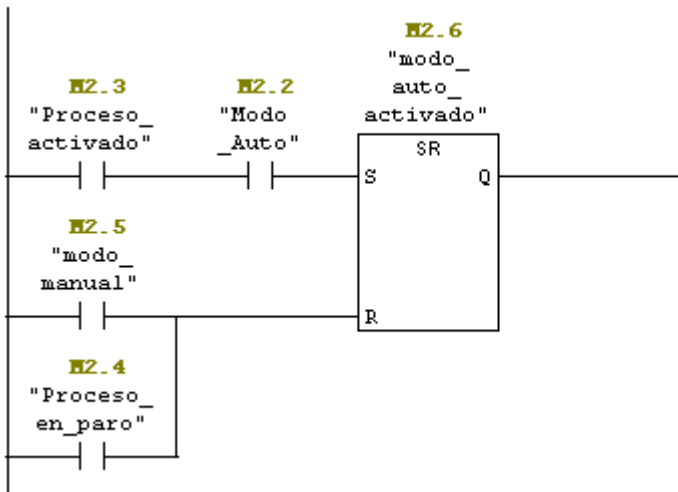 M2.6
"modo_
auto_
activado"
M2.3
"Proceso_
activado"
M2.2
"Modo
_Auto"
SR
S
Q
M2.5
"modo_
manual"
R
M2.4
"Proceso_
en_paro"